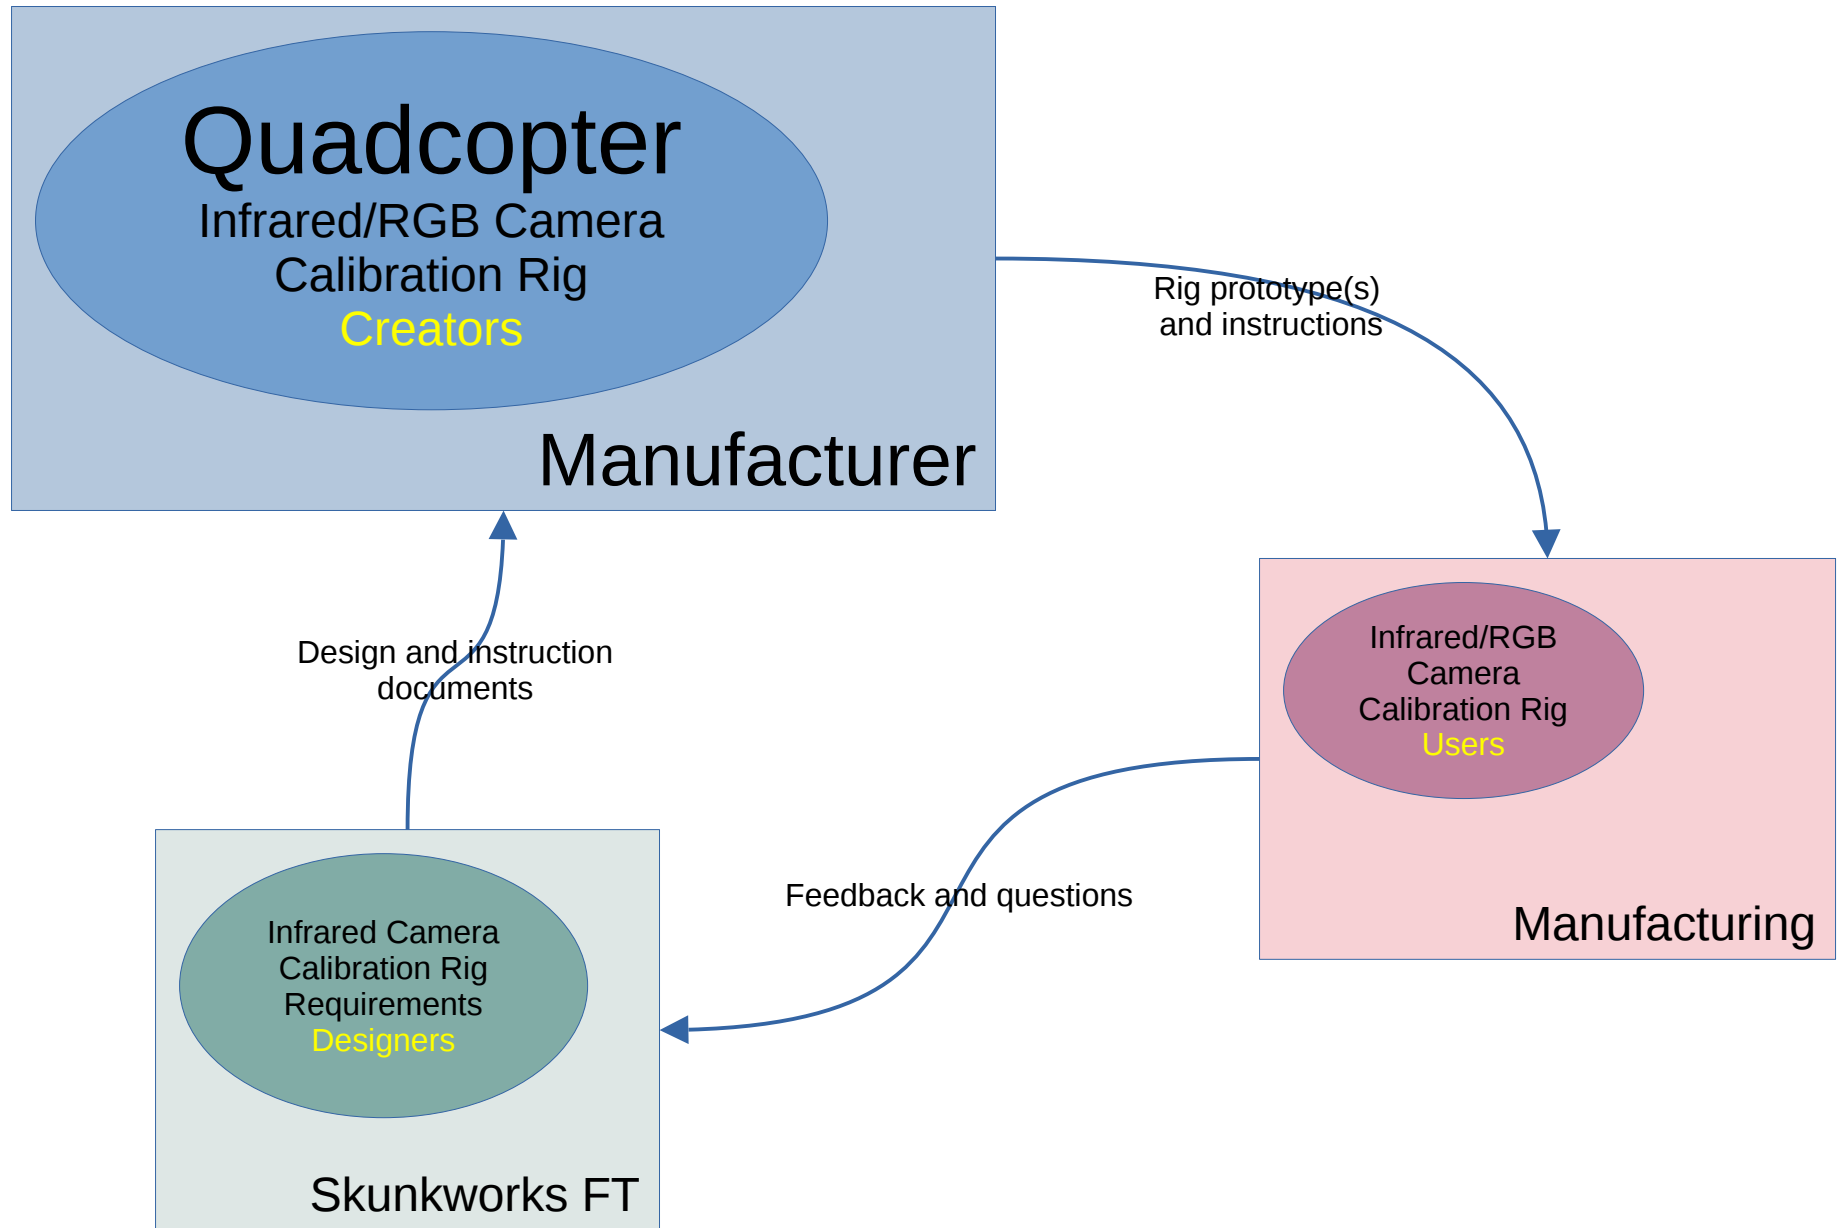 Quadcopter
Infrared/RGB Camera
Calibration Rig
Creators
Manufacturer
Rig prototype(s)
and instructions
Design and instruction
documents
Infrared/RGB
Camera
Calibration Rig
Users
Manufacturing
Feedback and questions
Infrared Camera
Calibration Rig
Requirements
Designers
Skunkworks FT